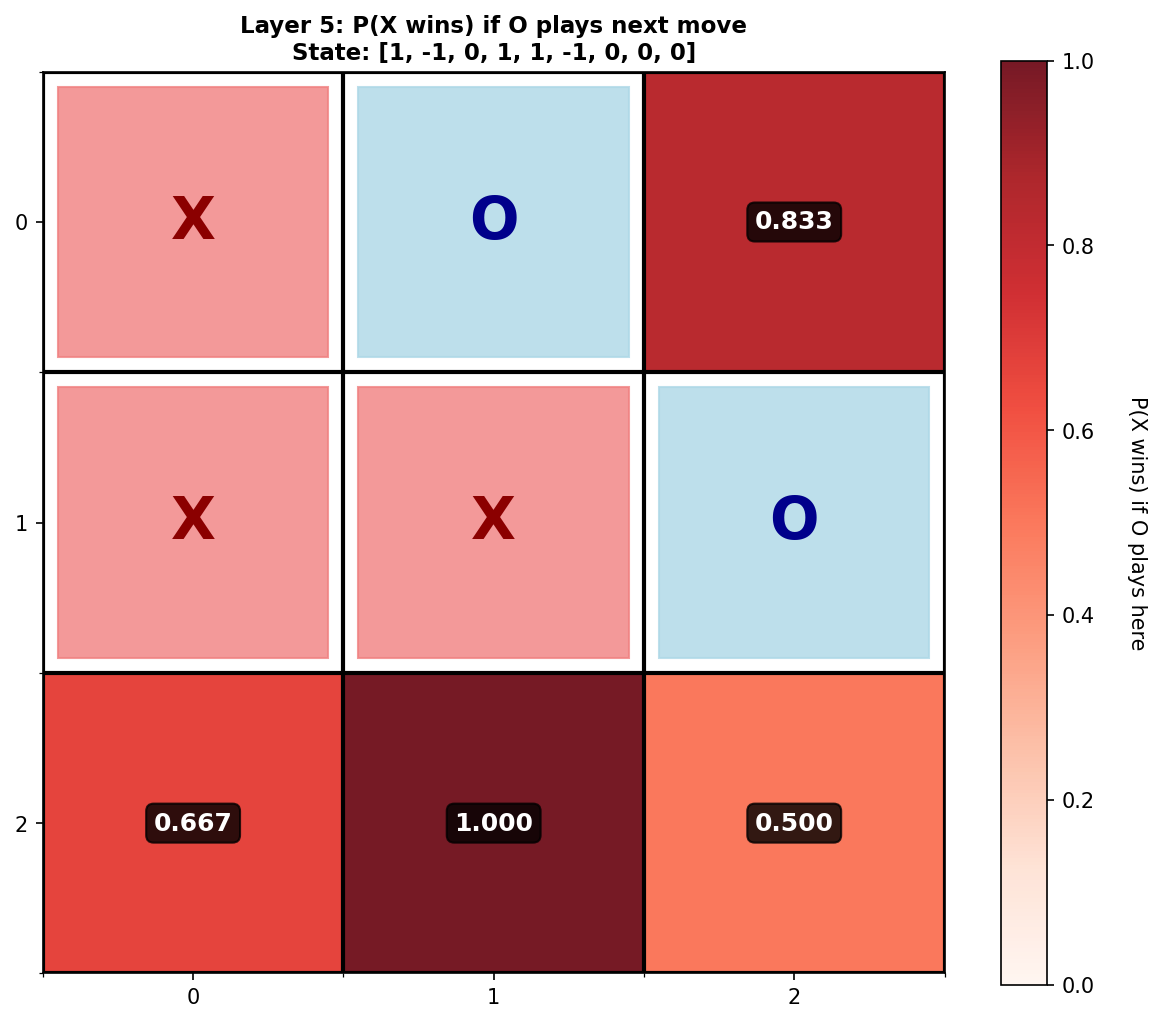 Layer 5: P(X wins) if O plays next move
State: [1, -1, 0, 1, 1, -1, 0, 0, 0]
0
X
O
0.833
1
X
X
O
2
0.667
1.000
0.500
0
1
2
1.0
0.8
0.6
0.4
0.2
0.0
P(X wins) if O plays here